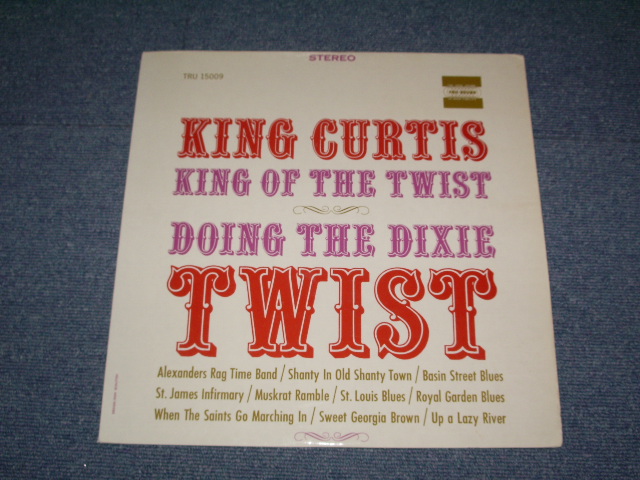 STEREO
TRU 15009
TRU-SOUND
KING CURTIS
KING OF THE TWIST
DOING THE DIXIE
TWIST
Alexanders Rag Time Band / Shanty In Old Shanty Town / Basin Street Blues
St. James Infirmary / Muskrat Ramble / St. Louis Blues / Royal Garden Blues
When The Saints Go Marching In / Sweet Georgia Brown / Up a Lazy River